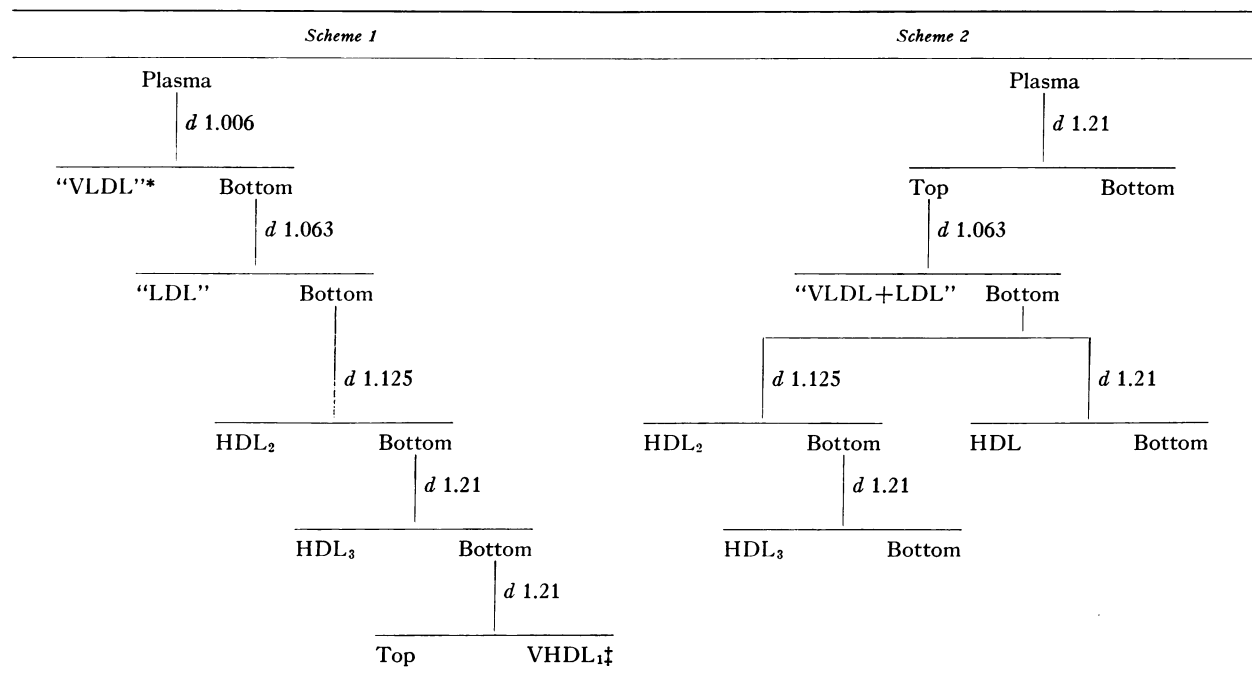 Scheme 1 Scheme 2
Plasma Plasma
d 1.006 d 1.21
“VLDL”* Bottom Top Bottom
d 1.063 d 1.063
“LDL” Bottom “VLDL+LDL” Bottom
d 1.125 d 1.125 d 1.21
HDL₂ Bottom HDL₂ Bottom HDL Bottom
d 1.21 d 1.21
HDL₃ Bottom HDL₃ Bottom
d 1.21
Top VHDL₁‡